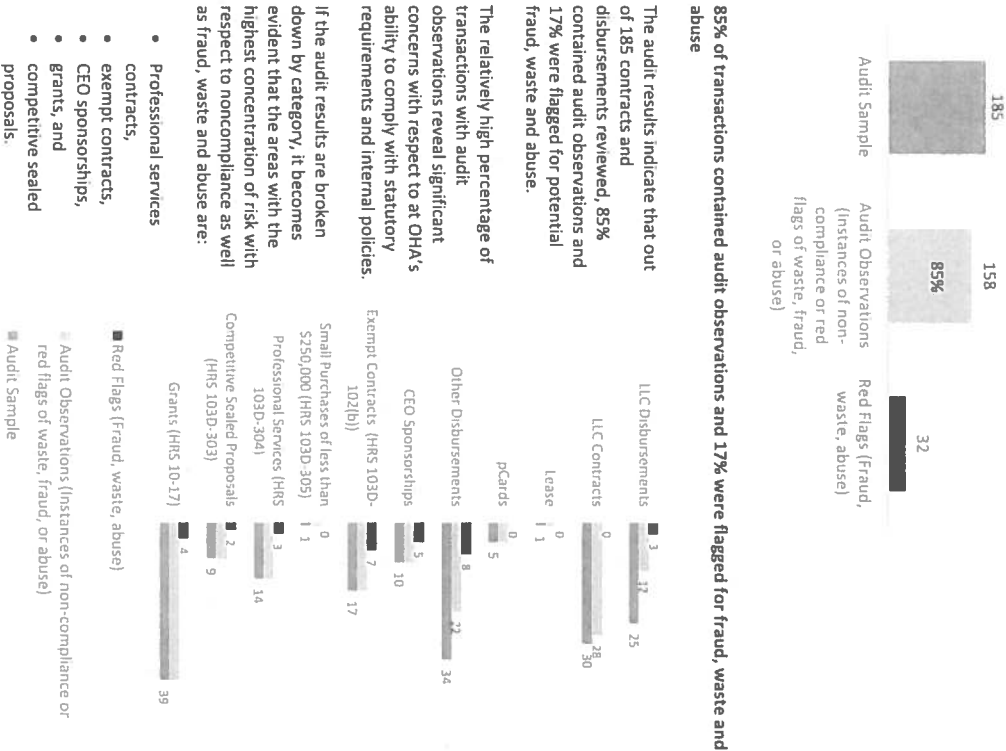 185
158
85%
32
Audit Sample
Audit Observations
(Instances of non-
compliance or red
flags of waste, fraud,
or abuse)
Red Flags (Fraud,
waste, abuse)
85% of transactions contained audit observations and 17% were flagged for fraud, waste and
abuse
The audit results indicate that out
of 185 contracts and
disbursements reviewed, 85%
contained audit observations and
17% were flagged for potential
fraud, waste and abuse.
The relatively high percentage of
transactions with audit
observations reveal significant
concerns with respect to at OHA's
ability to comply with statutory
requirements and internal policies.
If the audit results are broken
down by category, it becomes
evident that the areas with the
highest concentration of risk with
respect to noncompliance as well
as fraud, waste and abuse are:
• Professional services
contracts,
• exempt contracts,
• CEO sponsorships,
• grants, and
• competitive sealed
proposals.
LLC Disbursements
3
12
25
LLC Contracts
0
28
30
Lease
0
1
pCards
0
5
Other Disbursements
8
22
34
CEO Sponsorships
5
10
Exempt Contracts (HRS 103D-
102(b))
7
17
Small Purchases of less than
$250,000 (HRS 103D-305)
0
1
Professional Services (HRS
103D-304)
3
14
Competitive Sealed Proposals
(HRS 103D-303)
2
9
Grants (HRS 10-17)
4
39
Red Flags (Fraud, waste, abuse)
Audit Observations (Instances of non-compliance or
red flags of waste, fraud, or abuse)
Audit Sample